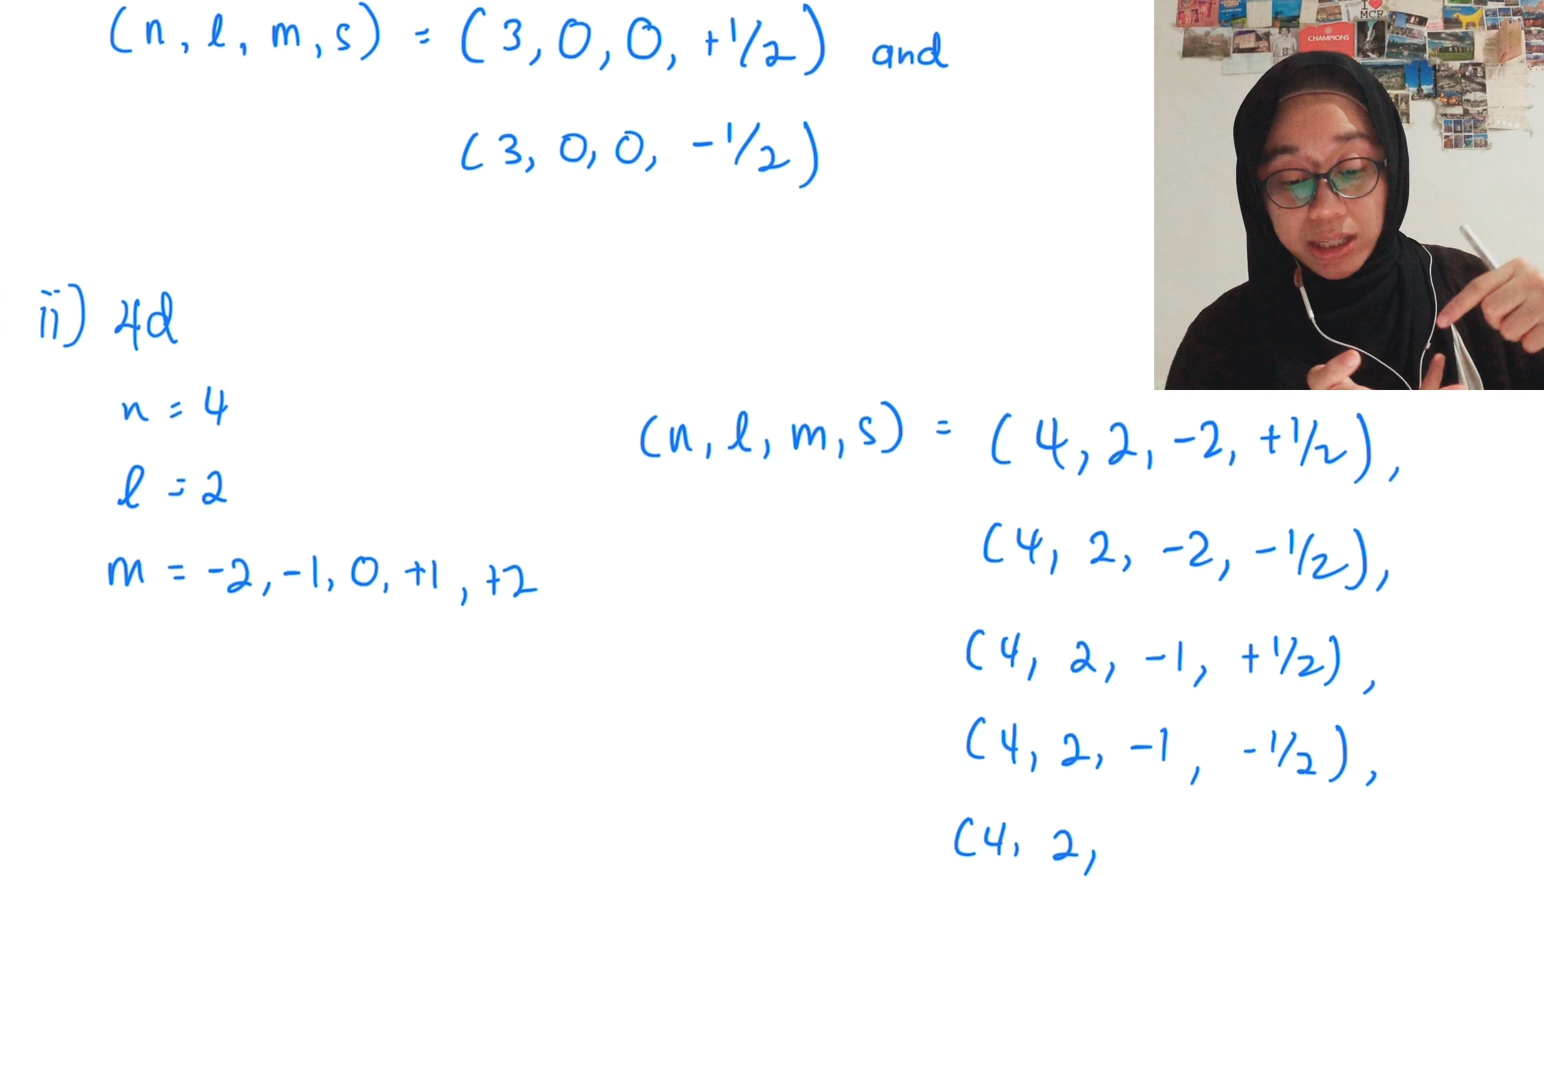 (n, l, m, s) = (3, 0, 0, +1/2) and
(3, 0, 0, -1/2)
I ❤ MCR
CHAMPIONS
ii) 4d
n = 4
l = 2
m = -2, -1, 0, +1, +2
(n, l, m, s) = (4, 2, -2, +1/2),
(4, 2, -2, -1/2),
(4, 2, -1, +1/2),
(4, 2, -1, -1/2),
(4, 2,